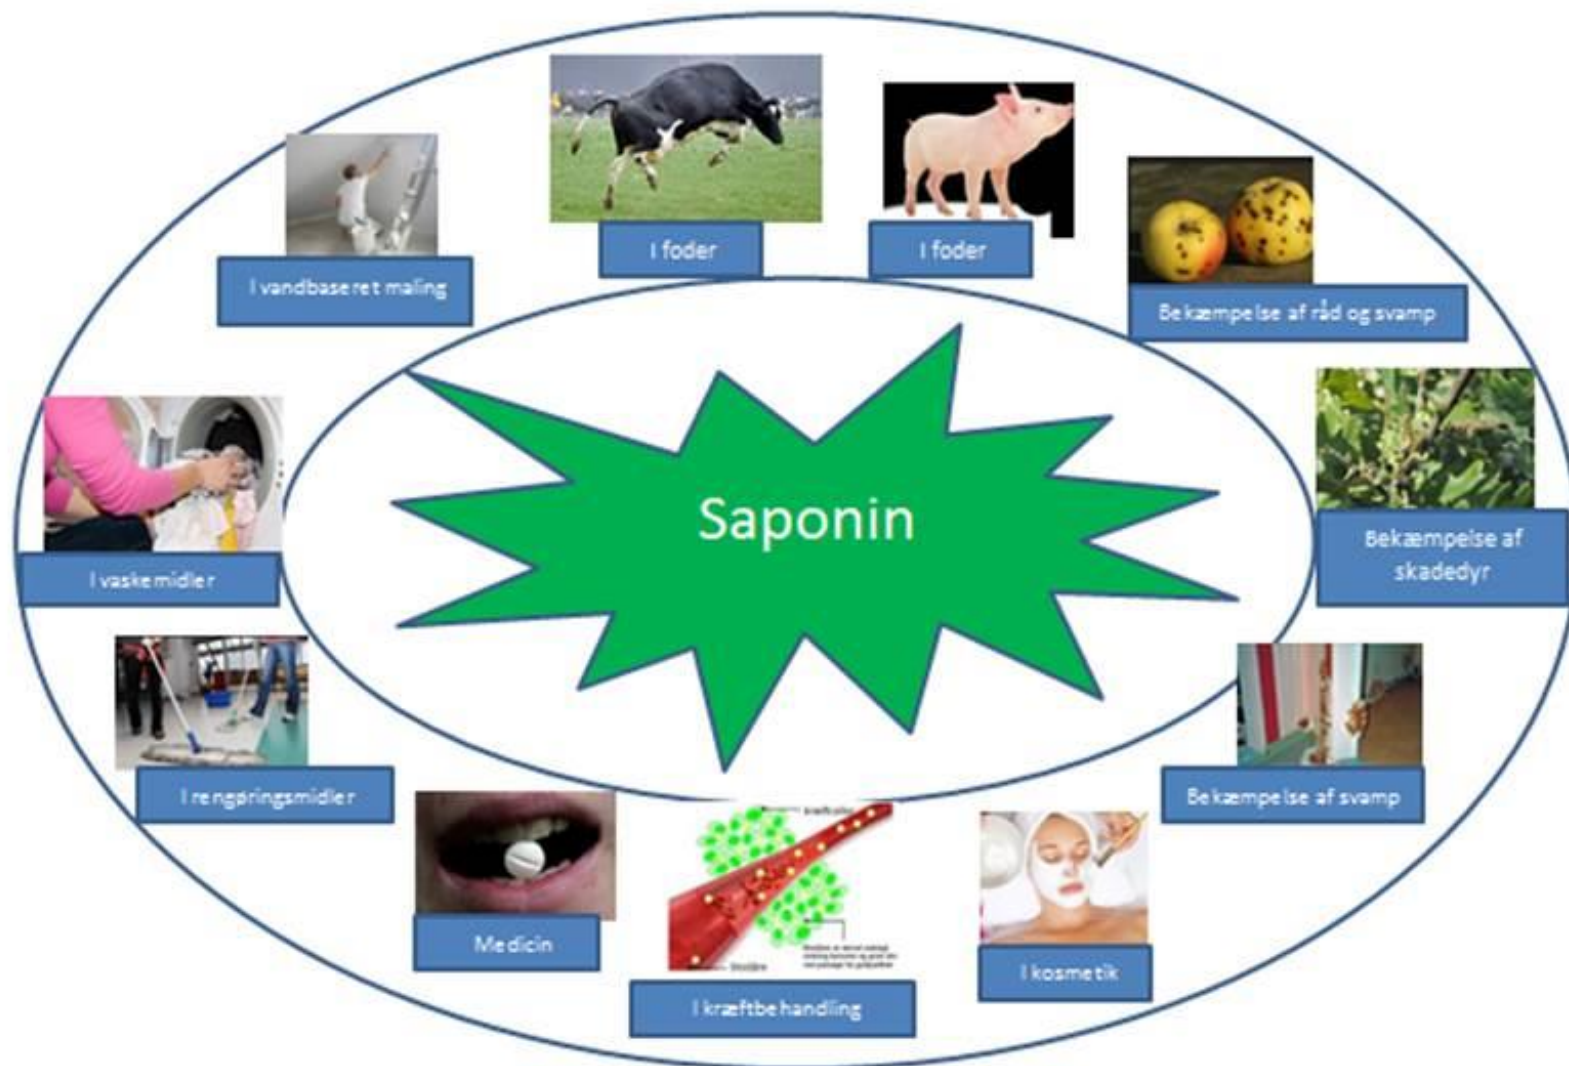 I foder
I foder
I vandbaseret maling
Bekæmpelse af råd og svamp
Saponin
Bekæmpelse af
skadedyr
I vaskemidler
I rengøringsmidler
Bekæmpelse af svamp
Medicin
I kosmetik
I kræftbehandling